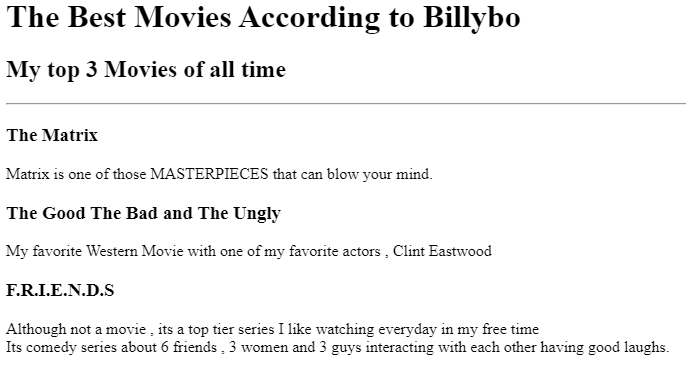 The Best Movies According to Billybo
My top 3 Movies of all time
The Matrix
Matrix is one of those MASTERPIECES that can blow your mind.
The Good The Bad and The Ungly
My favorite Western Movie with one of my favorite actors , Clint Eastwood
F.R.I.E.N.D.S
Although not a movie , its a top tier series I like watching everyday in my free time
Its comedy series about 6 friends , 3 women and 3 guys interacting with each other having good laughs.